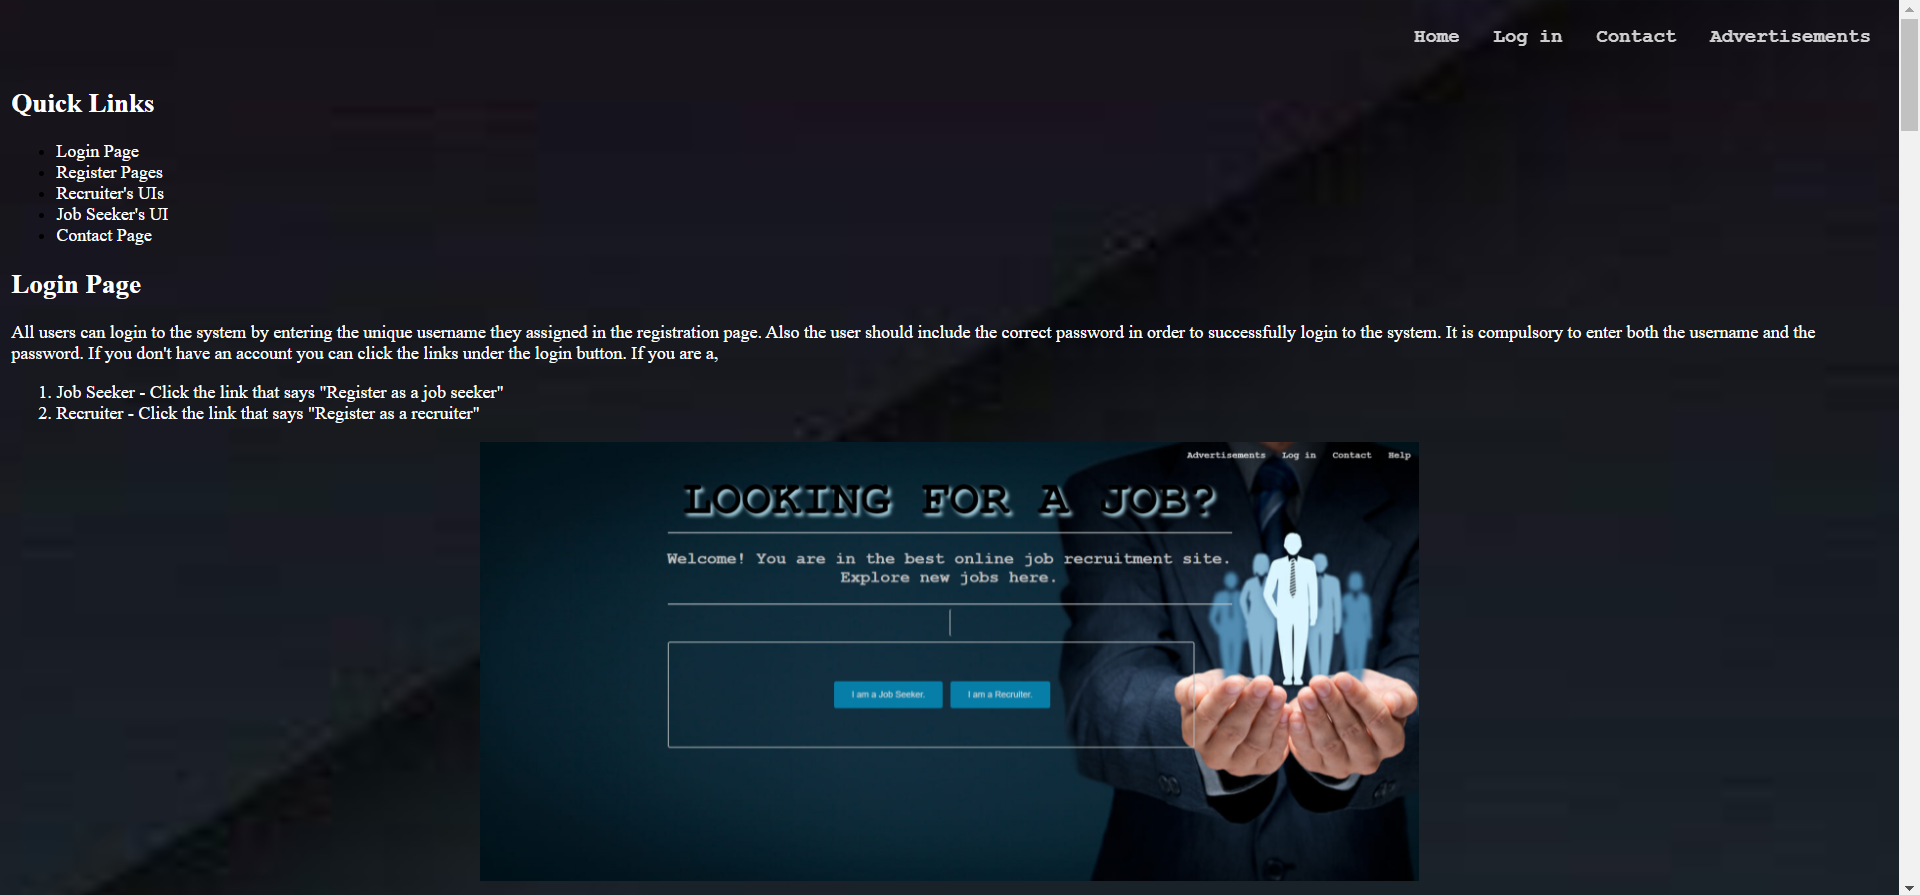 Home Log in Contact Advertisements
Quick Links
Login Page
Register Pages
Recruiter's UIs
Job Seeker's UI
Contact Page
Login Page
All users can login to the system by entering the unique username they assigned in the registration page. Also the user should include the correct password in order to successfully login to the system. It is compulsory to enter both the username and the
password. If you don't have an account you can click the links under the login button. If you are a,
1. Job Seeker - Click the link that says "Register as a job seeker"
2. Recruiter - Click the link that says "Register as a recruiter"
Advertisements Log in Contact Help
LOOKING FOR A JOB?
Welcome! You are in the best online job recruitment site.
Explore new jobs here.
I am a Job Seeker. I am a Recruiter.